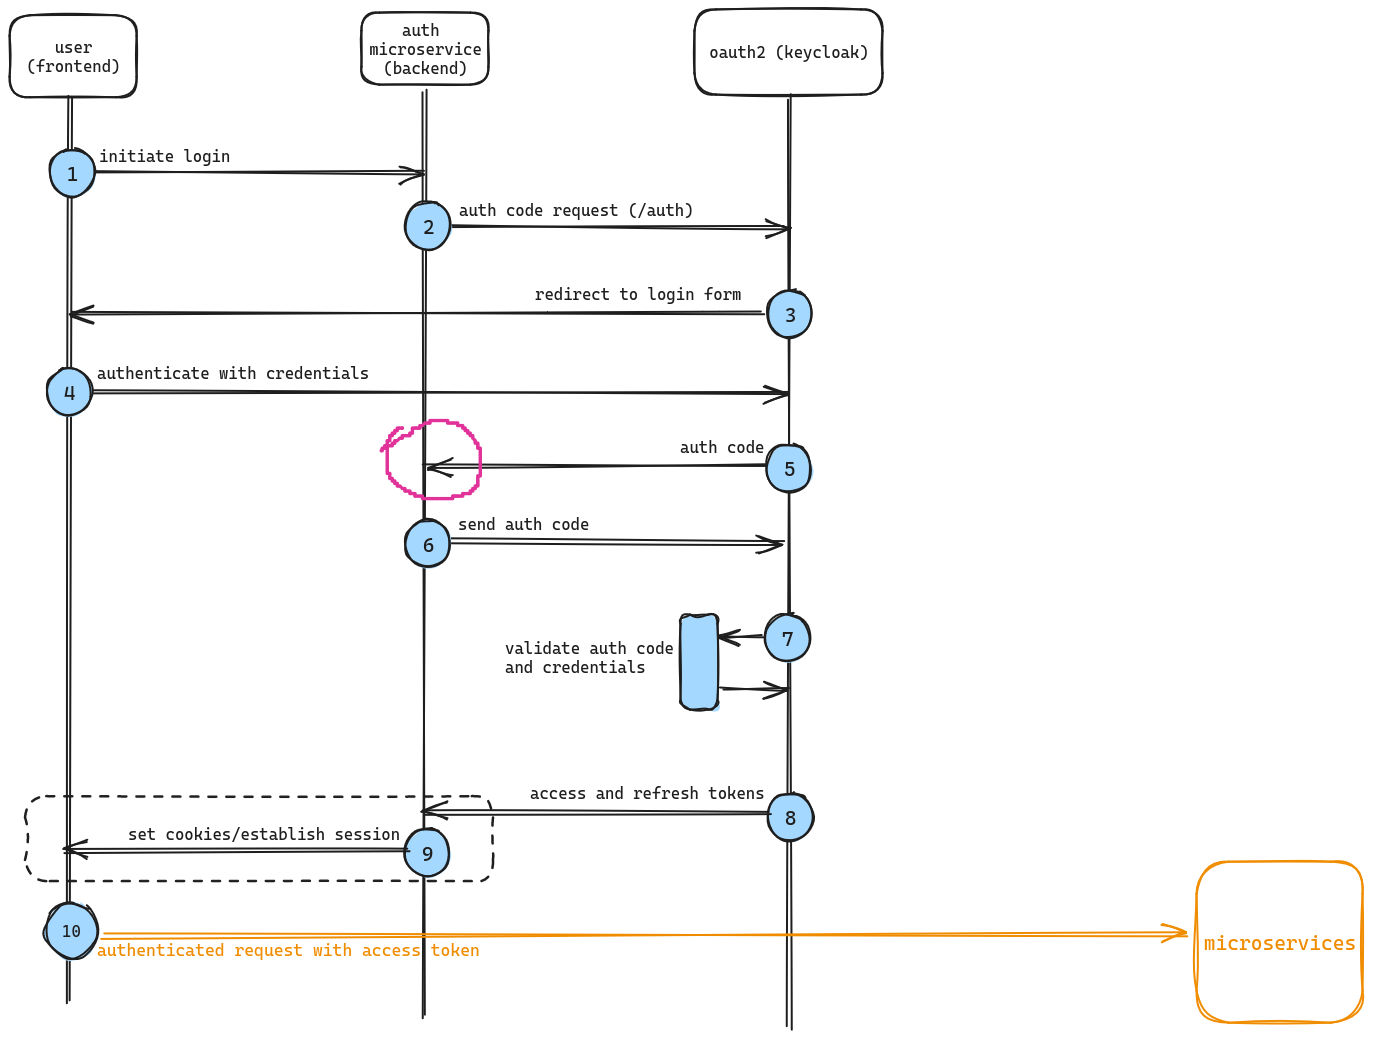 user
(frontend)
auth
microservice
(backend)
oauth2 (keycloak)
1
initiate login
2
auth code request (/auth)
redirect to login form
3
4
authenticate with credentials
auth code
5
6
send auth code
7
validate auth code
and credentials
access and refresh tokens
8
set cookies/establish session
9
10
authenticated request with access token
microservices